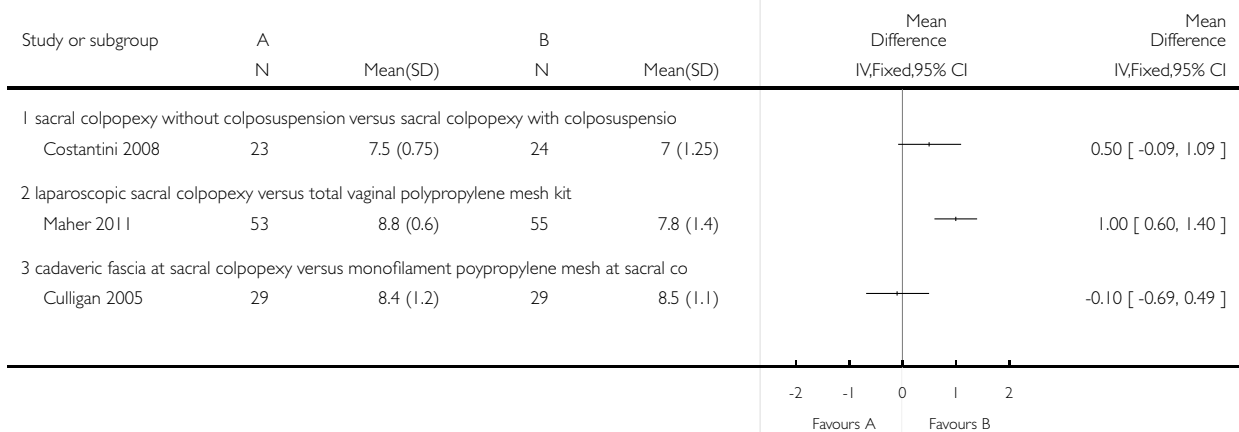 Mean Mean
Study or subgroup A B Difference Difference
N Mean(SD) N Mean(SD) IV,Fixed,95% CI IV,Fixed,95% CI
1 sacral colpopexy without colposuspension versus sacral colpopexy with colposuspensio
Costantini 2008 23 7.5 (0.75) 24 7 (1.25) 0.50 [ -0.09, 1.09 ]
2 laparoscopic sacral colpopexy versus total vaginal polypropylene mesh kit
Maher 2011 53 8.8 (0.6) 55 7.8 (1.4) 1.00 [ 0.60, 1.40 ]
3 cadaveric fascia at sacral colpopexy versus monofilament poypropylene mesh at sacral co
Culligan 2005 29 8.4 (1.2) 29 8.5 (1.1) -0.10 [ -0.69, 0.49 ]
-2 -1 0 1 2
Favours A Favours B